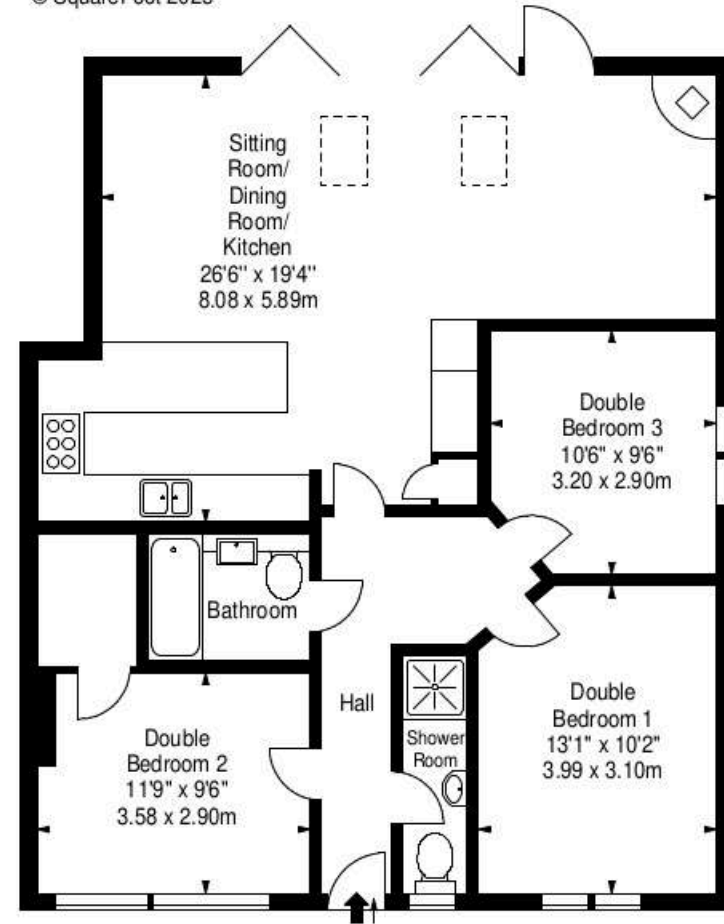 Sitting
Room/
Dining
Room/
Kitchen
26'6'' x 19'4''
8.08 x 5.89m
Double
Bedroom 3
10'6" x 9'6"
3.20 x 2.90m
Bathroom
Hall
Double
Bedroom 2
11'9" x 9'6"
3.58 x 2.90m
Shower
Room
Double
Bedroom 1
13'1" x 10'2"
3.99 x 3.10m